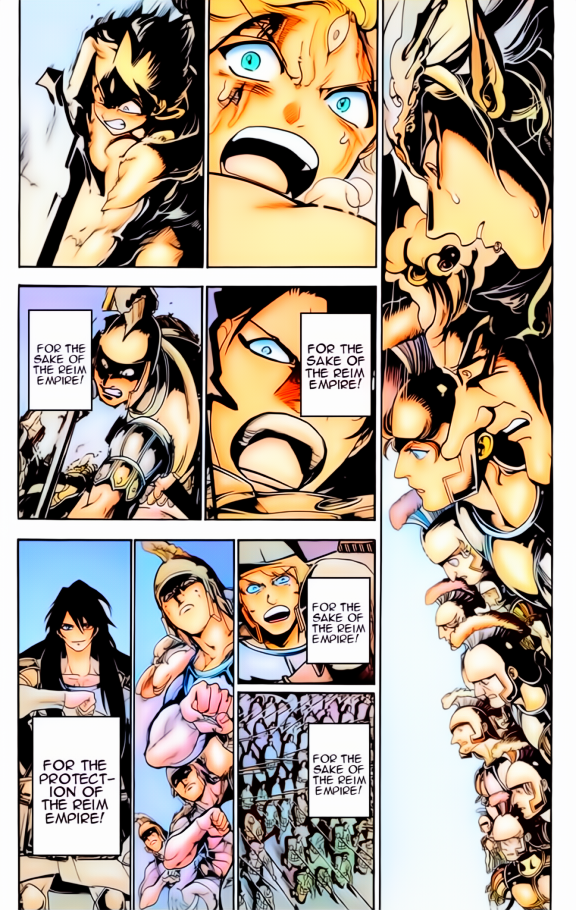 FOR THE
SAKE OF
THE REIM
EMPIRE!
FOR THE
SAKE OF
THE REIM
EMPIRE!
FOR THE
SAKE OF
THE REIM
EMPIRE!
FOR THE
PROTECT-
ION OF
THE REIM
EMPIRE!
FOR THE
SAKE OF
THE REIM
EMPIRE!